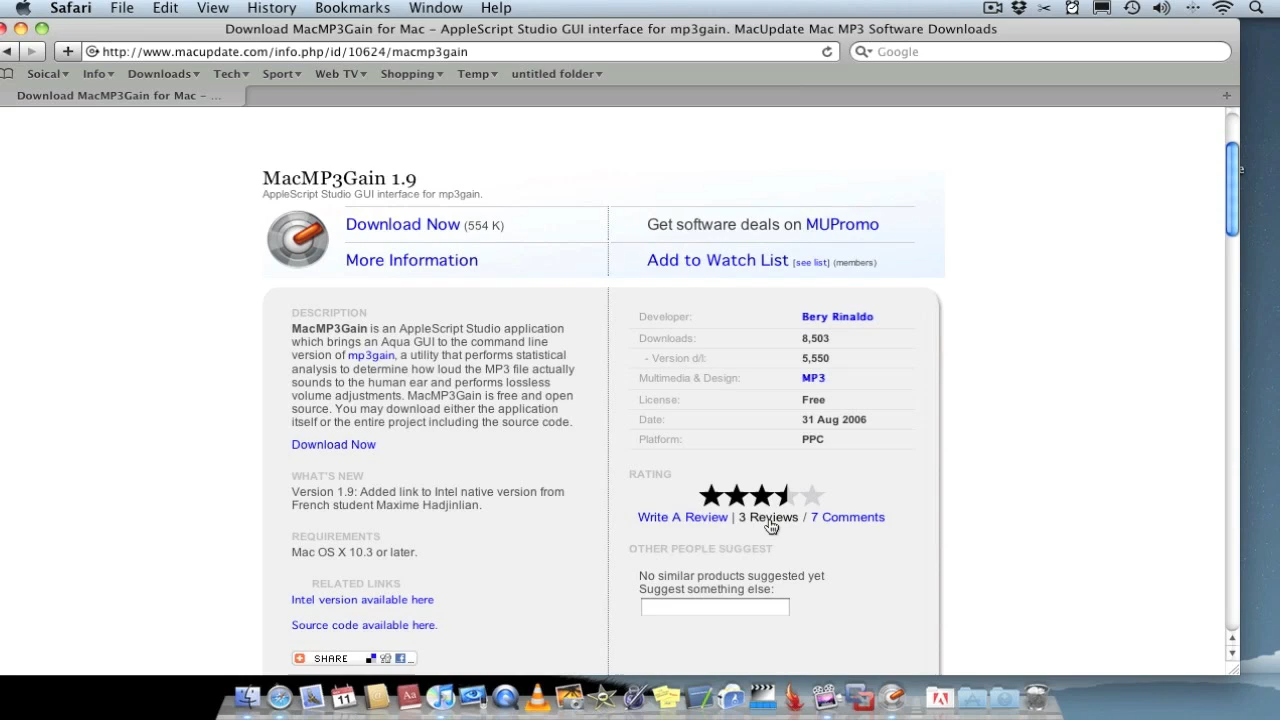 Safari File Edit View History Bookmarks Window Help
Download MacMP3Gain for Mac – AppleScript Studio GUI interface for mp3gain. MacUpdate Mac MP3 Software Downloads
http://www.macupdate.com/info.php/id/10624/macmp3gain
Google
Soical Info Downloads Tech Sport Web TV Shopping Temp untitled folder
Download MacMP3Gain for Mac – ...
MacMP3Gain 1.9
AppleScript Studio GUI interface for mp3gain.
Download Now (554 K)
Get software deals on MUPromo
More Information
Add to Watch List [see list] (members)
DESCRIPTION
MacMP3Gain is an AppleScript Studio application
which brings an Aqua GUI to the command line
version of mp3gain, a utility that performs statistical
analysis to determine how loud the MP3 file actually
sounds to the human ear and performs lossless
volume adjustments. MacMP3Gain is free and open
source. You may download either the application
itself or the entire project including the source code.
Download Now
WHAT'S NEW
Version 1.9: Added link to Intel native version from
French student Maxime Hadjinlian.
REQUIREMENTS
Mac OS X 10.3 or later.
RELATED LINKS
Intel version available here
Source code available here.
SHARE
Developer: Bery Rinaldo
Downloads: 8,503
- Version d/l: 5,550
Multimedia & Design: MP3
License: Free
Date: 31 Aug 2006
Platform: PPC
RATING
Write A Review | 3 Reviews / 7 Comments
OTHER PEOPLE SUGGEST
No similar products suggested yet
Suggest something else:
11